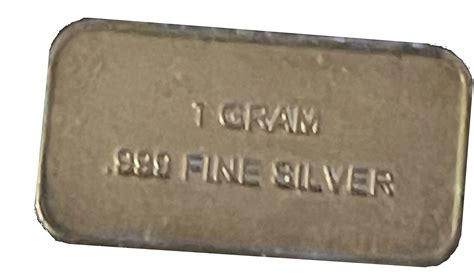 1 GRAM
.999 FINE SILVER